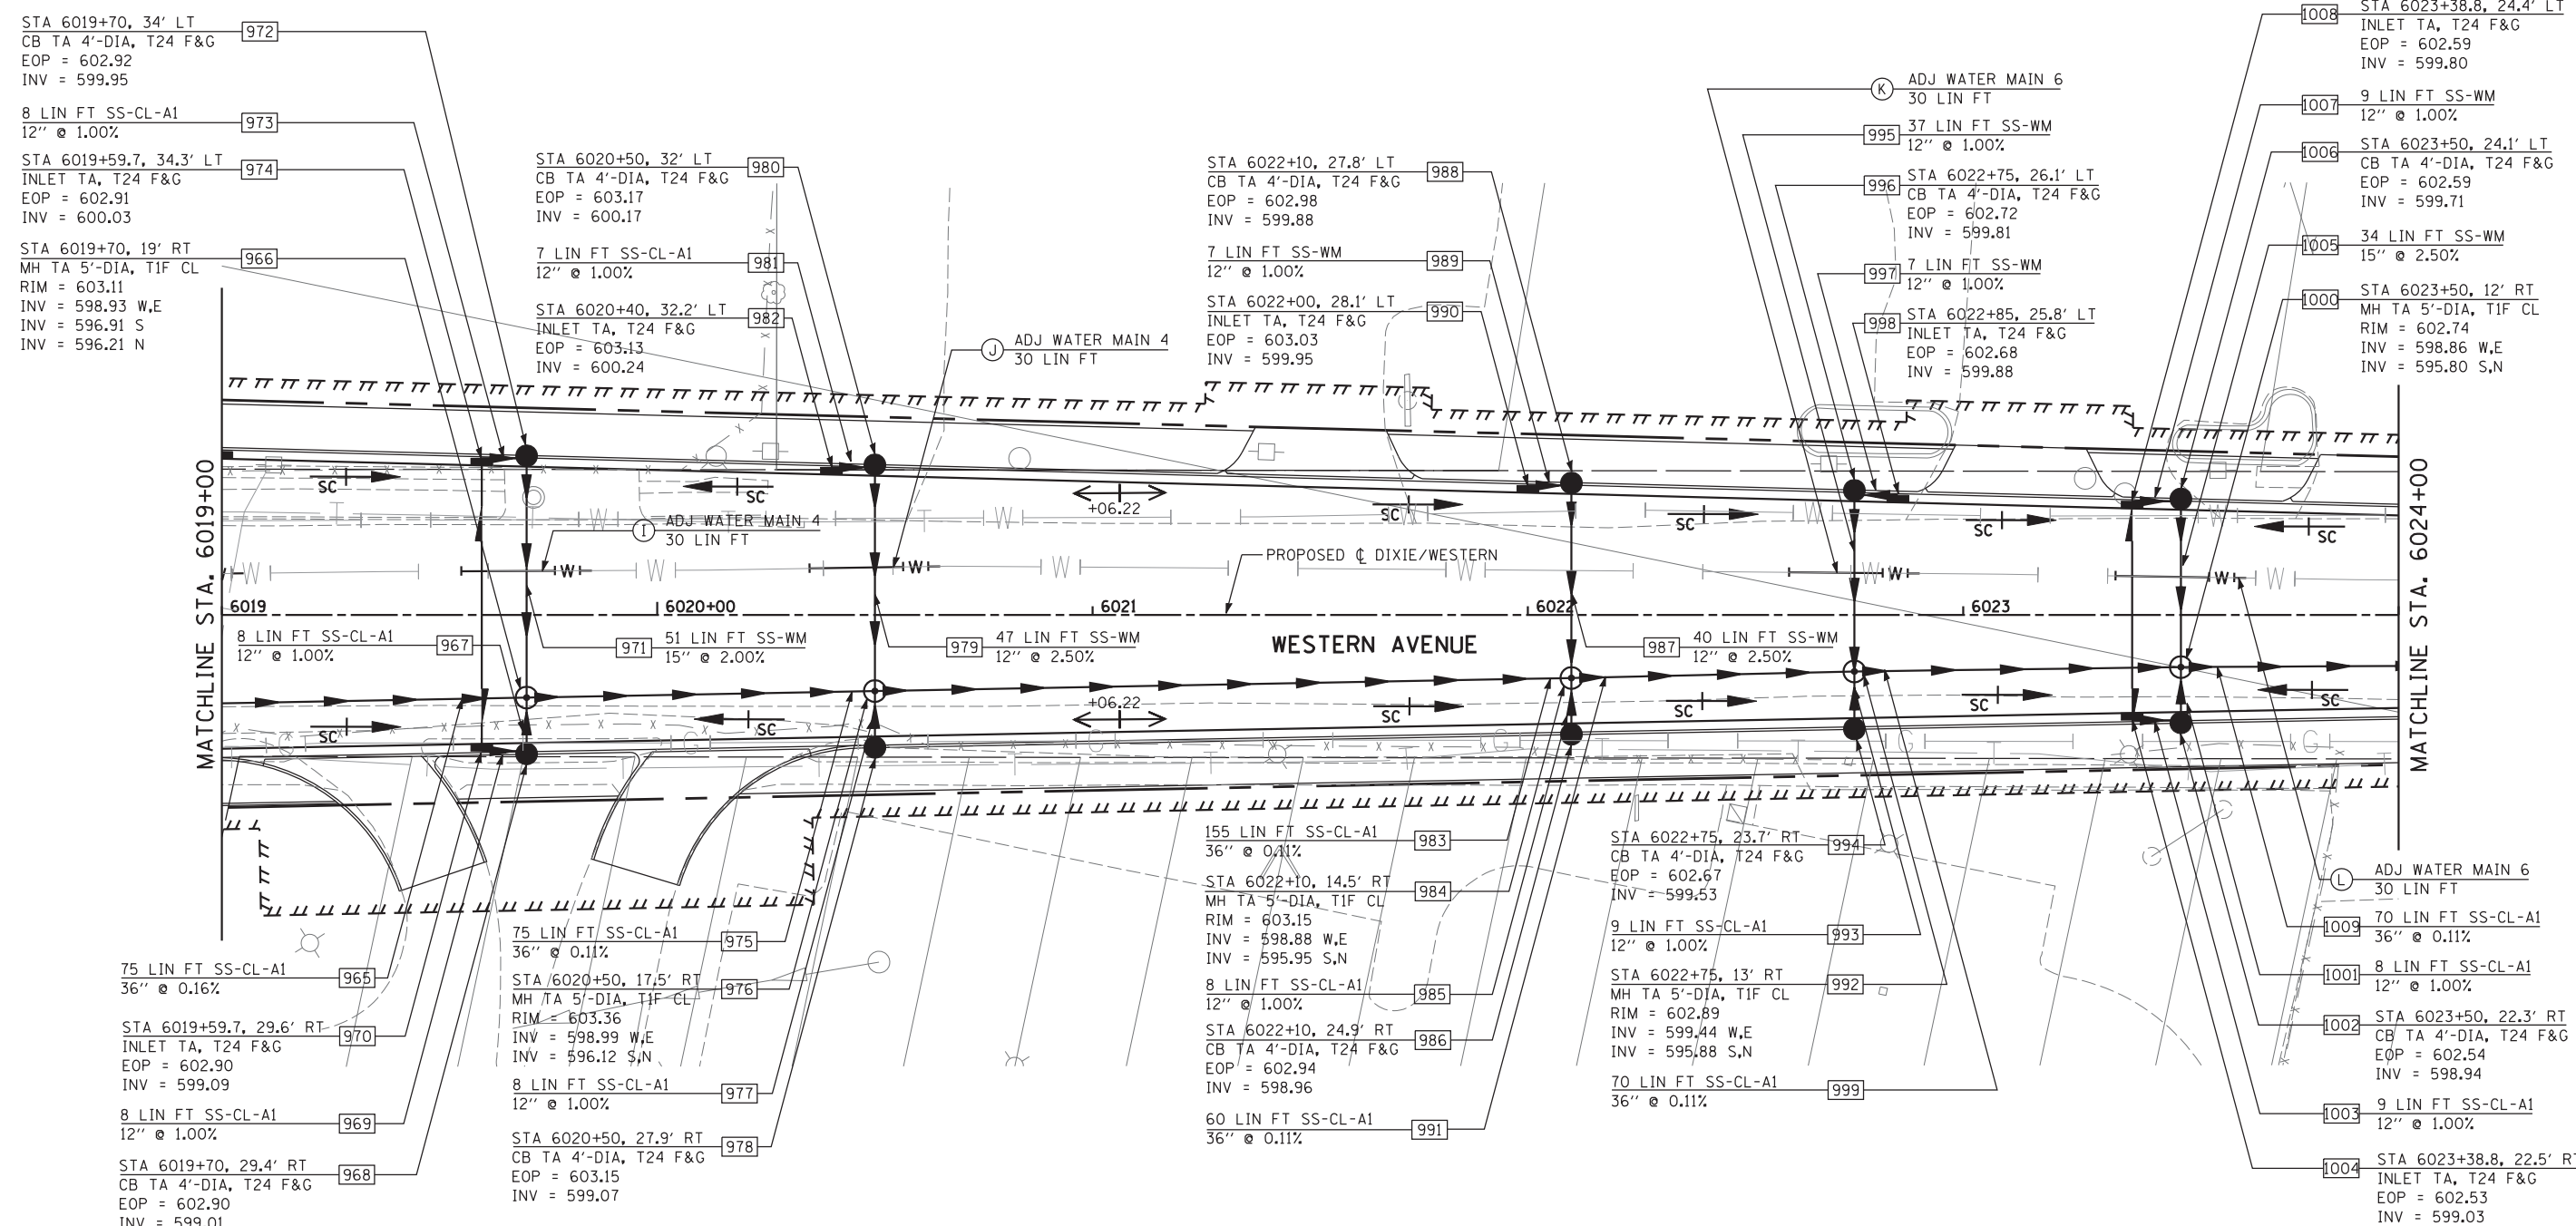 STA 6019+70, 34' LT
972
CB TA 4'-DIA, T24 F&G
EOP = 602.92
INV = 599.95
8 LIN FT SS-CL-A1
973
12'' @ 1.00%
STA 6019+59.7, 34.3' LT
974
INLET TA, T24 F&G
EOP = 602.91
INV = 600.03
STA 6019+70, 19' RT
966
MH TA 5'-DIA, T1F CL
RIM = 603.11
INV = 598.93 W,E
INV = 596.91 S
INV = 596.21 N
STA 6020+50, 32' LT
980
CB TA 4'-DIA, T24 F&G
EOP = 603.17
INV = 600.17
7 LIN FT SS-CL-A1
981
12'' @ 1.00%
STA 6020+40, 32.2' LT
982
INLET TA, T24 F&G
EOP = 603.13
INV = 600.24
J
ADJ WATER MAIN 4
30 LIN FT
STA 6022+10, 27.8' LT
988
CB TA 4'-DIA, T24 F&G
EOP = 602.98
INV = 599.88
7 LIN FT SS-WM
989
12'' @ 1.00%
STA 6022+00, 28.1' LT
990
INLET TA, T24 F&G
EOP = 603.03
INV = 599.95
K
ADJ WATER MAIN 6
30 LIN FT
995
37 LIN FT SS-WM
12'' @ 1.00%
996
STA 6022+75, 26.1' LT
CB TA 4'-DIA, T24 F&G
EOP = 602.72
INV = 599.81
997
7 LIN FT SS-WM
12'' @ 1.00%
998
STA 6022+85, 25.8' LT
INLET TA, T24 F&G
EOP = 602.68
INV = 599.88
1008
STA 6023+38.8, 24.4' LT
INLET TA, T24 F&G
EOP = 602.59
INV = 599.80
1007
9 LIN FT SS-WM
12'' @ 1.00%
1006
STA 6023+50, 24.1' LT
CB TA 4'-DIA, T24 F&G
EOP = 602.59
INV = 599.71
1005
34 LIN FT SS-WM
15'' @ 2.50%
1000
STA 6023+50, 12' RT
MH TA 5'-DIA, T1F CL
RIM = 602.74
INV = 598.86 W,E
INV = 595.80 S,N
MATCHLINE STA. 6019+00
SC
SC
+06.22
SC
SC
SC
SC
I
ADJ WATER MAIN 4
30 LIN FT
PROPOSED ℄ DIXIE/WESTERN
W
W
W
W
6019
6020+00
6021
6022
6023
MATCHLINE STA. 6024+00
8 LIN FT SS-CL-A1
967
12'' @ 1.00%
971
51 LIN FT SS-WM
15'' @ 2.00%
979
47 LIN FT SS-WM
12'' @ 2.50%
WESTERN AVENUE
987
40 LIN FT SS-WM
12'' @ 2.50%
SC
SC
+06.22
SC
SC
SC
SC
75 LIN FT SS-CL-A1
965
36'' @ 0.16%
STA 6019+59.7, 29.6' RT
970
INLET TA, T24 F&G
EOP = 602.90
INV = 599.09
8 LIN FT SS-CL-A1
969
12'' @ 1.00%
STA 6019+70, 29.4' RT
968
CB TA 4'-DIA, T24 F&G
EOP = 602.90
INV = 599.01
75 LIN FT SS-CL-A1
975
36'' @ 0.11%
STA 6020+50, 17.5' RT
976
MH TA 5'-DIA, T1F CL
RIM = 603.36
INV = 598.99 W,E
INV = 596.12 S,N
8 LIN FT SS-CL-A1
977
12'' @ 1.00%
STA 6020+50, 27.9' RT
978
CB TA 4'-DIA, T24 F&G
EOP = 603.15
INV = 599.07
155 LIN FT SS-CL-A1
983
36'' @ 0.11%
STA 6022+10, 14.5' RT
984
MH TA 5'-DIA, T1F CL
RIM = 603.15
INV = 598.88 W,E
INV = 595.95 S,N
8 LIN FT SS-CL-A1
985
12'' @ 1.00%
STA 6022+10, 24.9' RT
986
CB TA 4'-DIA, T24 F&G
EOP = 602.94
INV = 598.96
60 LIN FT SS-CL-A1
991
36'' @ 0.11%
STA 6022+75, 23.7' RT
994
CB TA 4'-DIA, T24 F&G
EOP = 602.67
INV = 599.53
9 LIN FT SS-CL-A1
993
12'' @ 1.00%
STA 6022+75, 13' RT
992
MH TA 5'-DIA, T1F CL
RIM = 602.89
INV = 599.44 W,E
INV = 595.88 S,N
70 LIN FT SS-CL-A1
999
36'' @ 0.11%
L
ADJ WATER MAIN 6
30 LIN FT
1009
70 LIN FT SS-CL-A1
36'' @ 0.11%
1001
8 LIN FT SS-CL-A1
12'' @ 1.00%
1002
STA 6023+50, 22.3' RT
CB TA 4'-DIA, T24 F&G
EOP = 602.54
INV = 598.94
1003
9 LIN FT SS-CL-A1
12'' @ 1.00%
1004
STA 6023+38.8, 22.5' RT
INLET TA, T24 F&G
EOP = 602.53
INV = 599.03